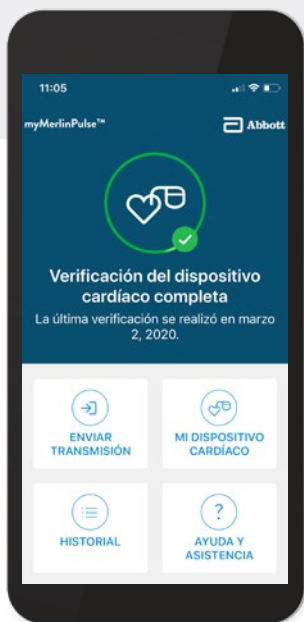 11:05
myMerlinPulse™
Abbott
Verificación del dispositivo
cardíaco completa
La última verificación se realizó en marzo
2, 2020.
ENVIAR
TRANSMISIÓN
MI DISPOSITIVO
CARDÍACO
HISTORIAL
?
AYUDA Y
ASISTENCIA